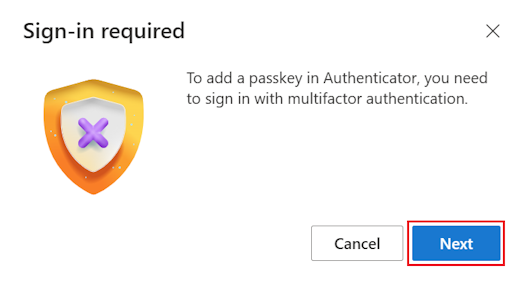 Sign-in required
To add a passkey in Authenticator, you need
to sign in with multifactor authentication.
Cancel
Next